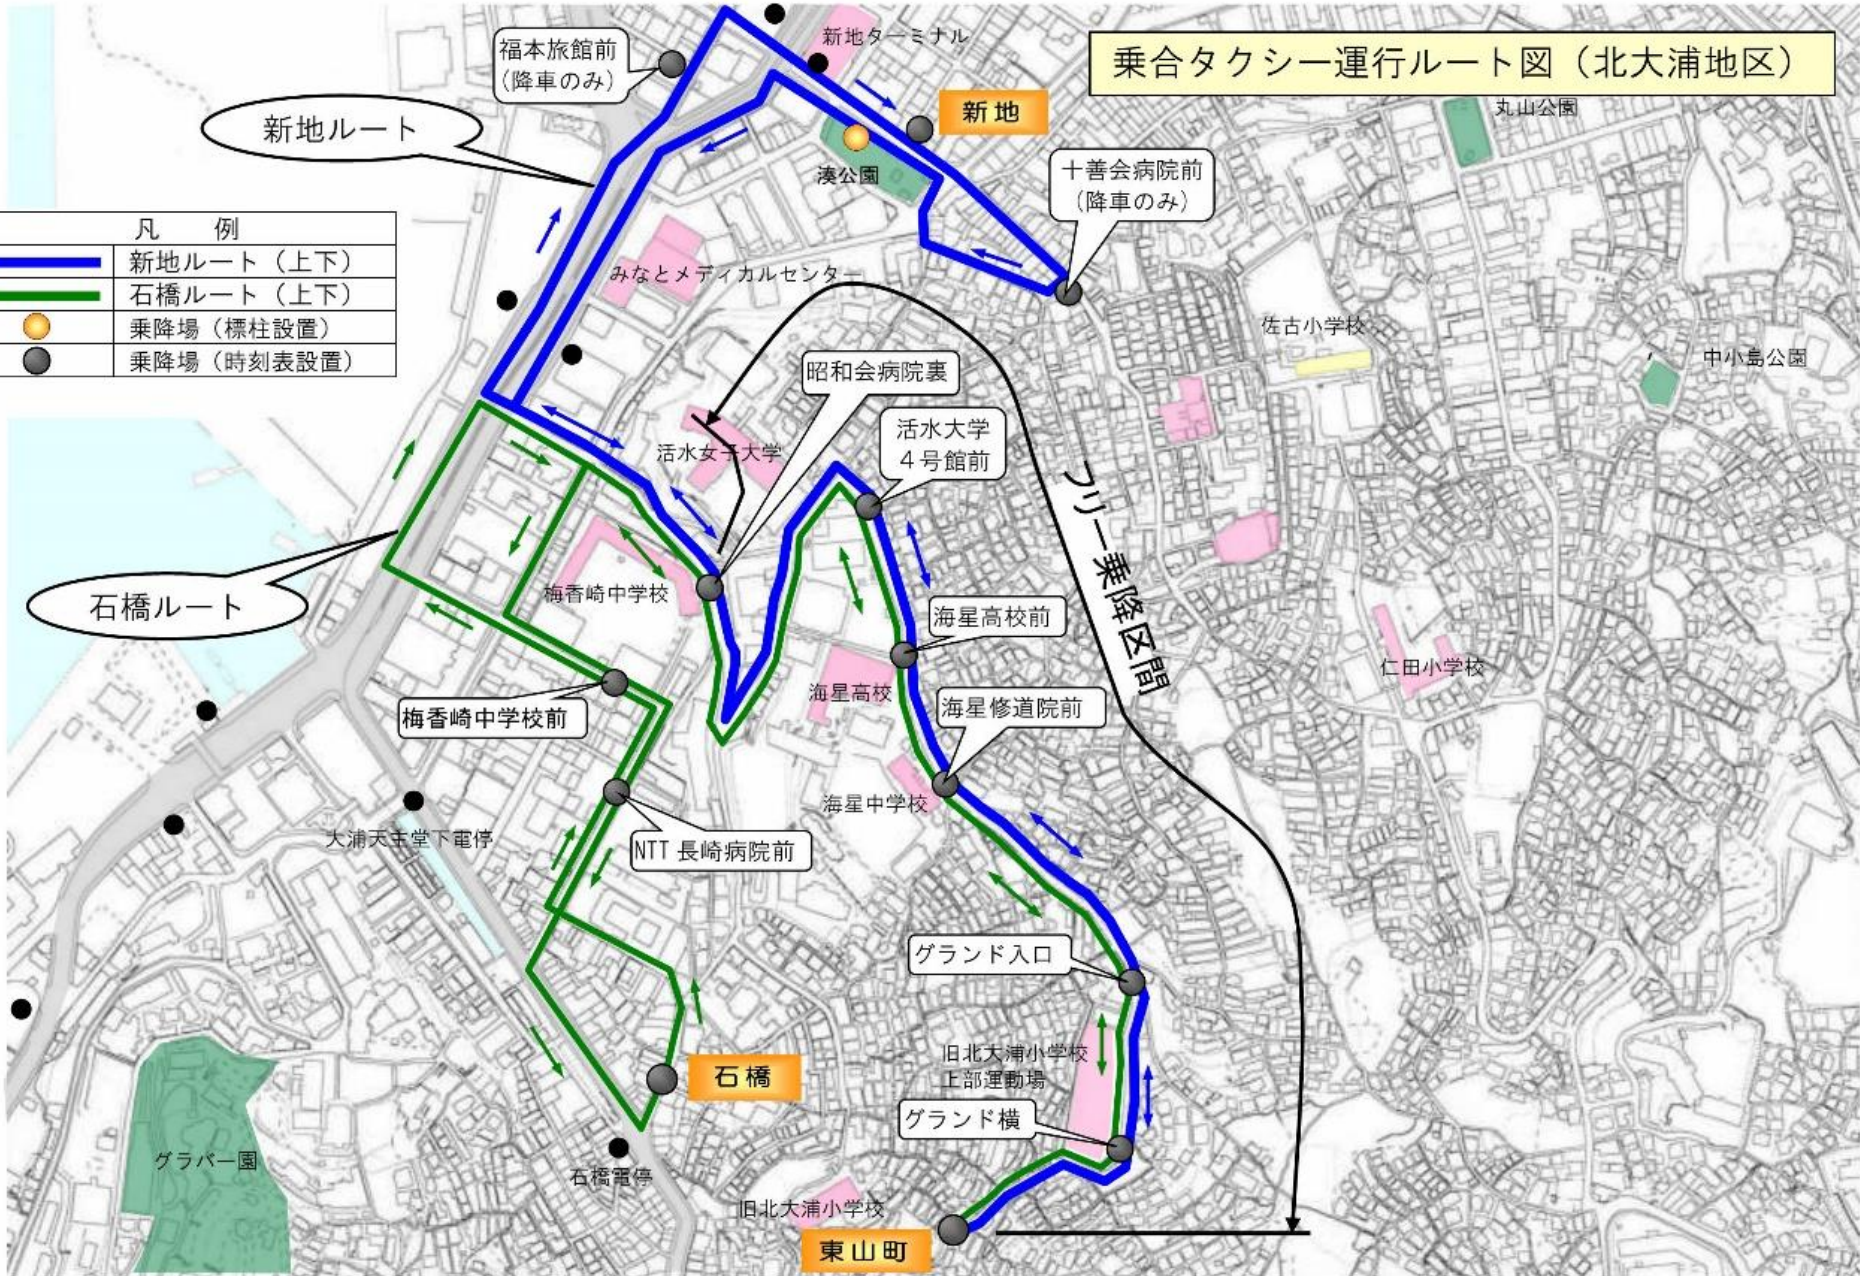 乗合タクシー運行ルート図（北大浦地区）
新地ターミナル
福本旅館前
（降車のみ）
新地
丸山公園
新地ルート
湊公園
十善会病院前
（降車のみ）
凡　例
新地ルート（上下）
石橋ルート（上下）
乗降場（標柱設置）
乗降場（時刻表設置）
みなとメディカルセンター
佐古小学校
中小島公園
昭和会病院裏
活水大学
４号館前
活水女子大学
フリー乗降区間
石橋ルート
梅香崎中学校
海星高校前
仁田小学校
海星高校
海星修道院前
梅香崎中学校前
海星中学校
大浦天主堂下電停
NTT 長崎病院前
グランド入口
旧北大浦小学校
上部運動場
石橋
グランド横
グラバー園
石橋電停
旧北大浦小学校
東山町